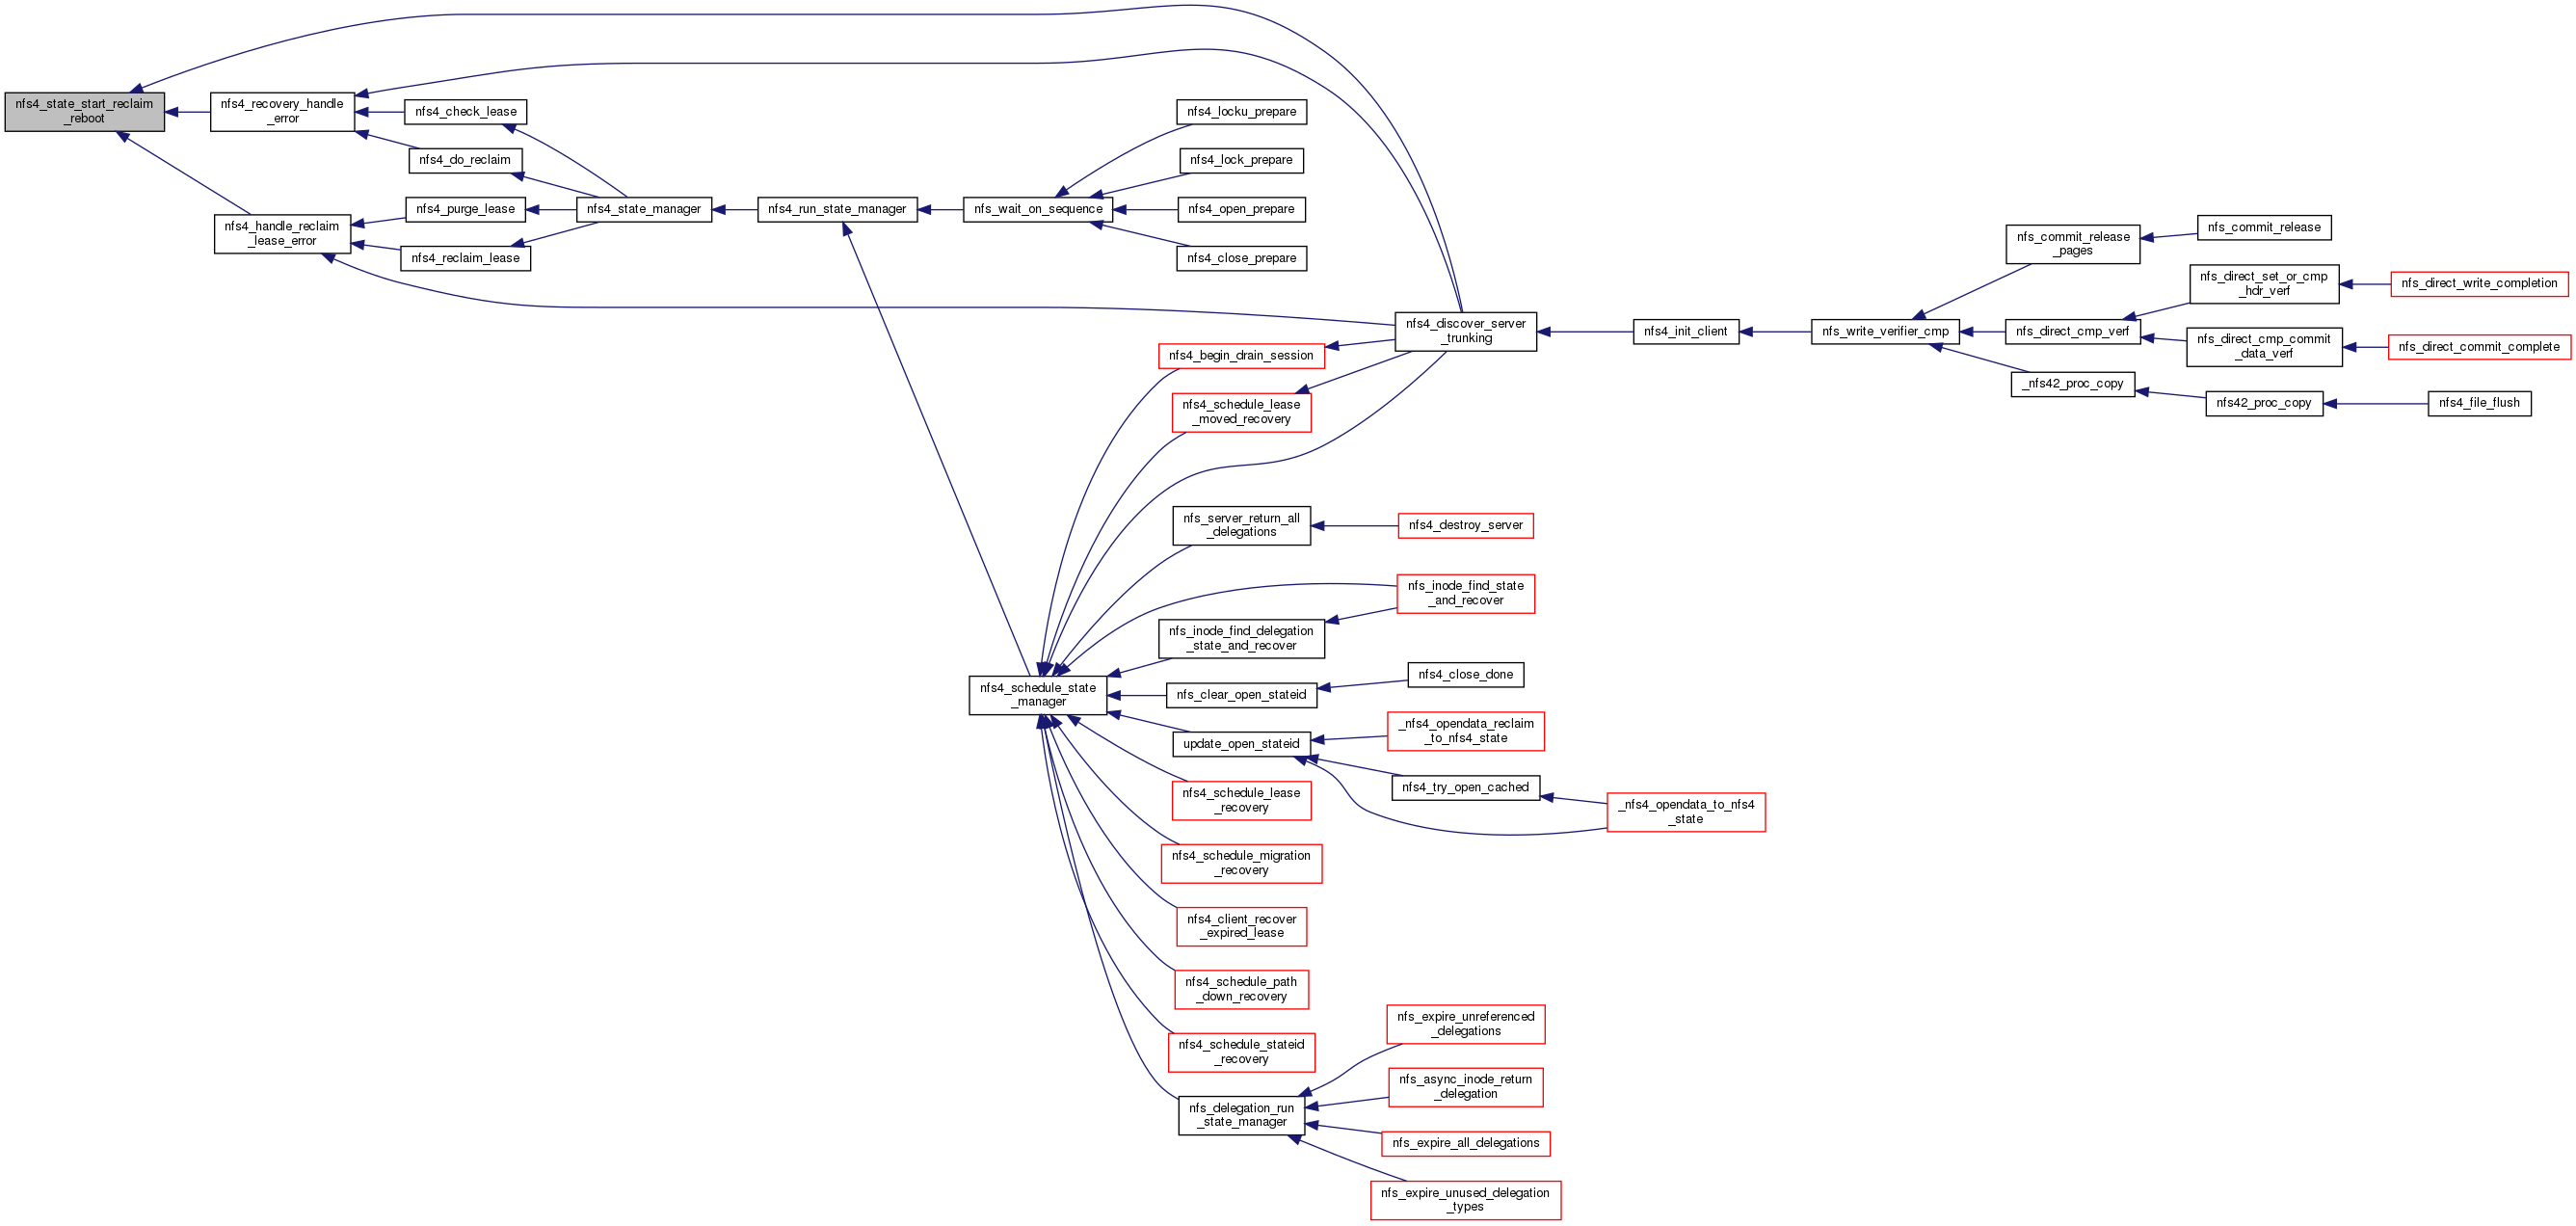 nfs4_state_start_reclaim
_reboot
nfs4_recovery_handle
_error
nfs4_handle_reclaim
_lease_error
nfs4_check_lease
nfs4_do_reclaim
nfs4_purge_lease
nfs4_reclaim_lease
nfs4_state_manager
nfs4_run_state_manager
nfs_wait_on_sequence
nfs4_schedule_state
_manager
nfs4_locku_prepare
nfs4_lock_prepare
nfs4_open_prepare
nfs4_close_prepare
nfs4_begin_drain_session
nfs4_schedule_lease
_moved_recovery
nfs_server_return_all
_delegations
nfs_inode_find_delegation
_state_and_recover
nfs_clear_open_stateid
update_open_stateid
nfs4_schedule_lease
_recovery
nfs4_schedule_migration
_recovery
nfs4_client_recover
_expired_lease
nfs4_schedule_path
_down_recovery
nfs4_schedule_stateid
_recovery
nfs_delegation_run
_state_manager
nfs4_discover_server
_trunking
nfs4_destroy_server
nfs_inode_find_state
_and_recover
nfs4_close_done
_nfs4_opendata_reclaim
_to_nfs4_state
nfs4_try_open_cached
nfs_expire_unreferenced
_delegations
nfs_async_inode_return
_delegation
nfs_expire_all_delegations
nfs_expire_unused_delegation
_types
nfs4_init_client
_nfs4_opendata_to_nfs4
_state
nfs_write_verifier_cmp
nfs_commit_release
_pages
nfs_direct_cmp_verf
_nfs42_proc_copy
nfs_commit_release
nfs_direct_set_or_cmp
_hdr_verf
nfs_direct_cmp_commit
_data_verf
nfs42_proc_copy
nfs_direct_write_completion
nfs_direct_commit_complete
nfs4_file_flush